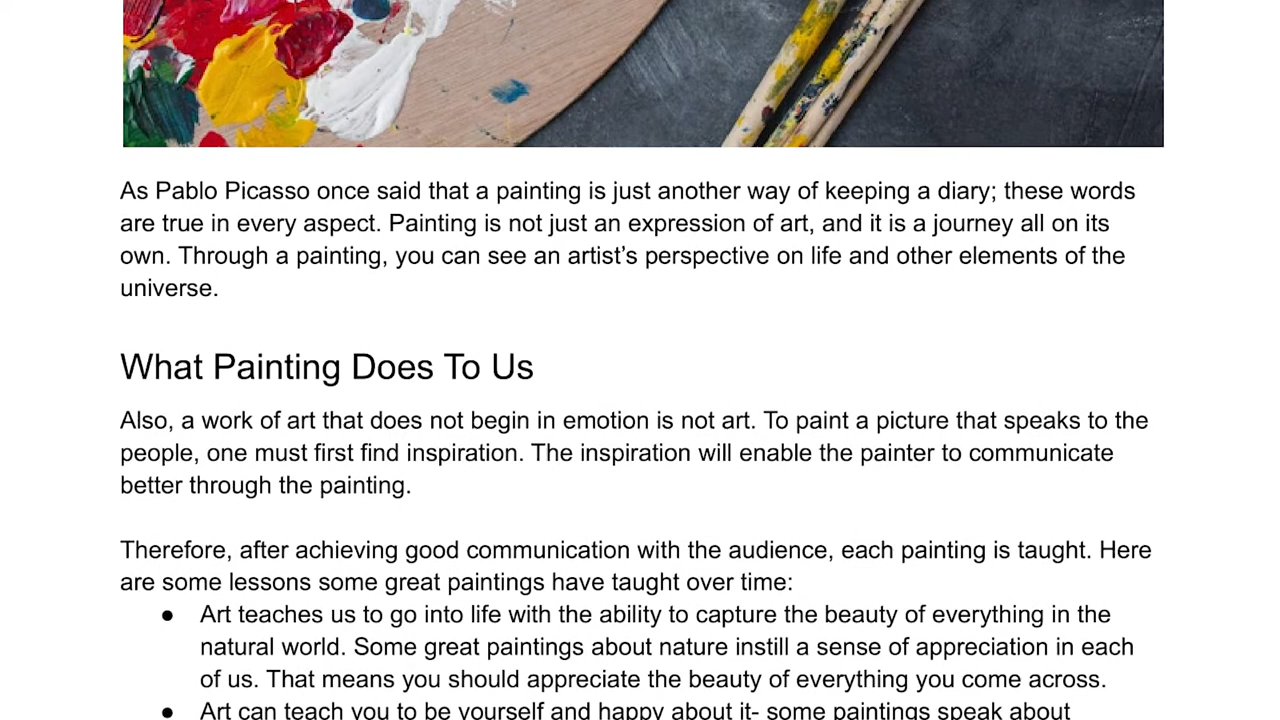 As Pablo Picasso once said that a painting is just another way of keeping a diary; these words
are true in every aspect. Painting is not just an expression of art, and it is a journey all on its
own. Through a painting, you can see an artist’s perspective on life and other elements of the
universe.
What Painting Does To Us
Also, a work of art that does not begin in emotion is not art. To paint a picture that speaks to the
people, one must first find inspiration. The inspiration will enable the painter to communicate
better through the painting.
Therefore, after achieving good communication with the audience, each painting is taught. Here
are some lessons some great paintings have taught over time:
● Art teaches us to go into life with the ability to capture the beauty of everything in the
natural world. Some great paintings about nature instill a sense of appreciation in each
of us. That means you should appreciate the beauty of everything you come across.
● Art can teach you to be yourself and happy about it- some paintings speak about